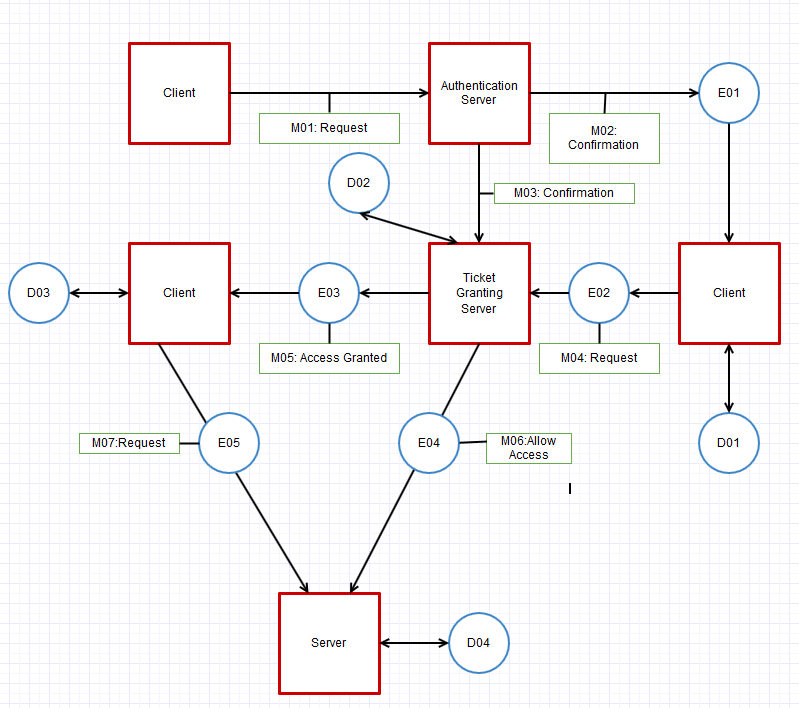 Client
Authentication
Server
E01
M01: Request
M02:
Confirmation
D02
M03: Confirmation
D03
Client
E03
Ticket
Granting
Server
E02
Client
M05: Access Granted
M04: Request
M07:Request
E05
E04
M06:Allow
Access
D01
Server
D04